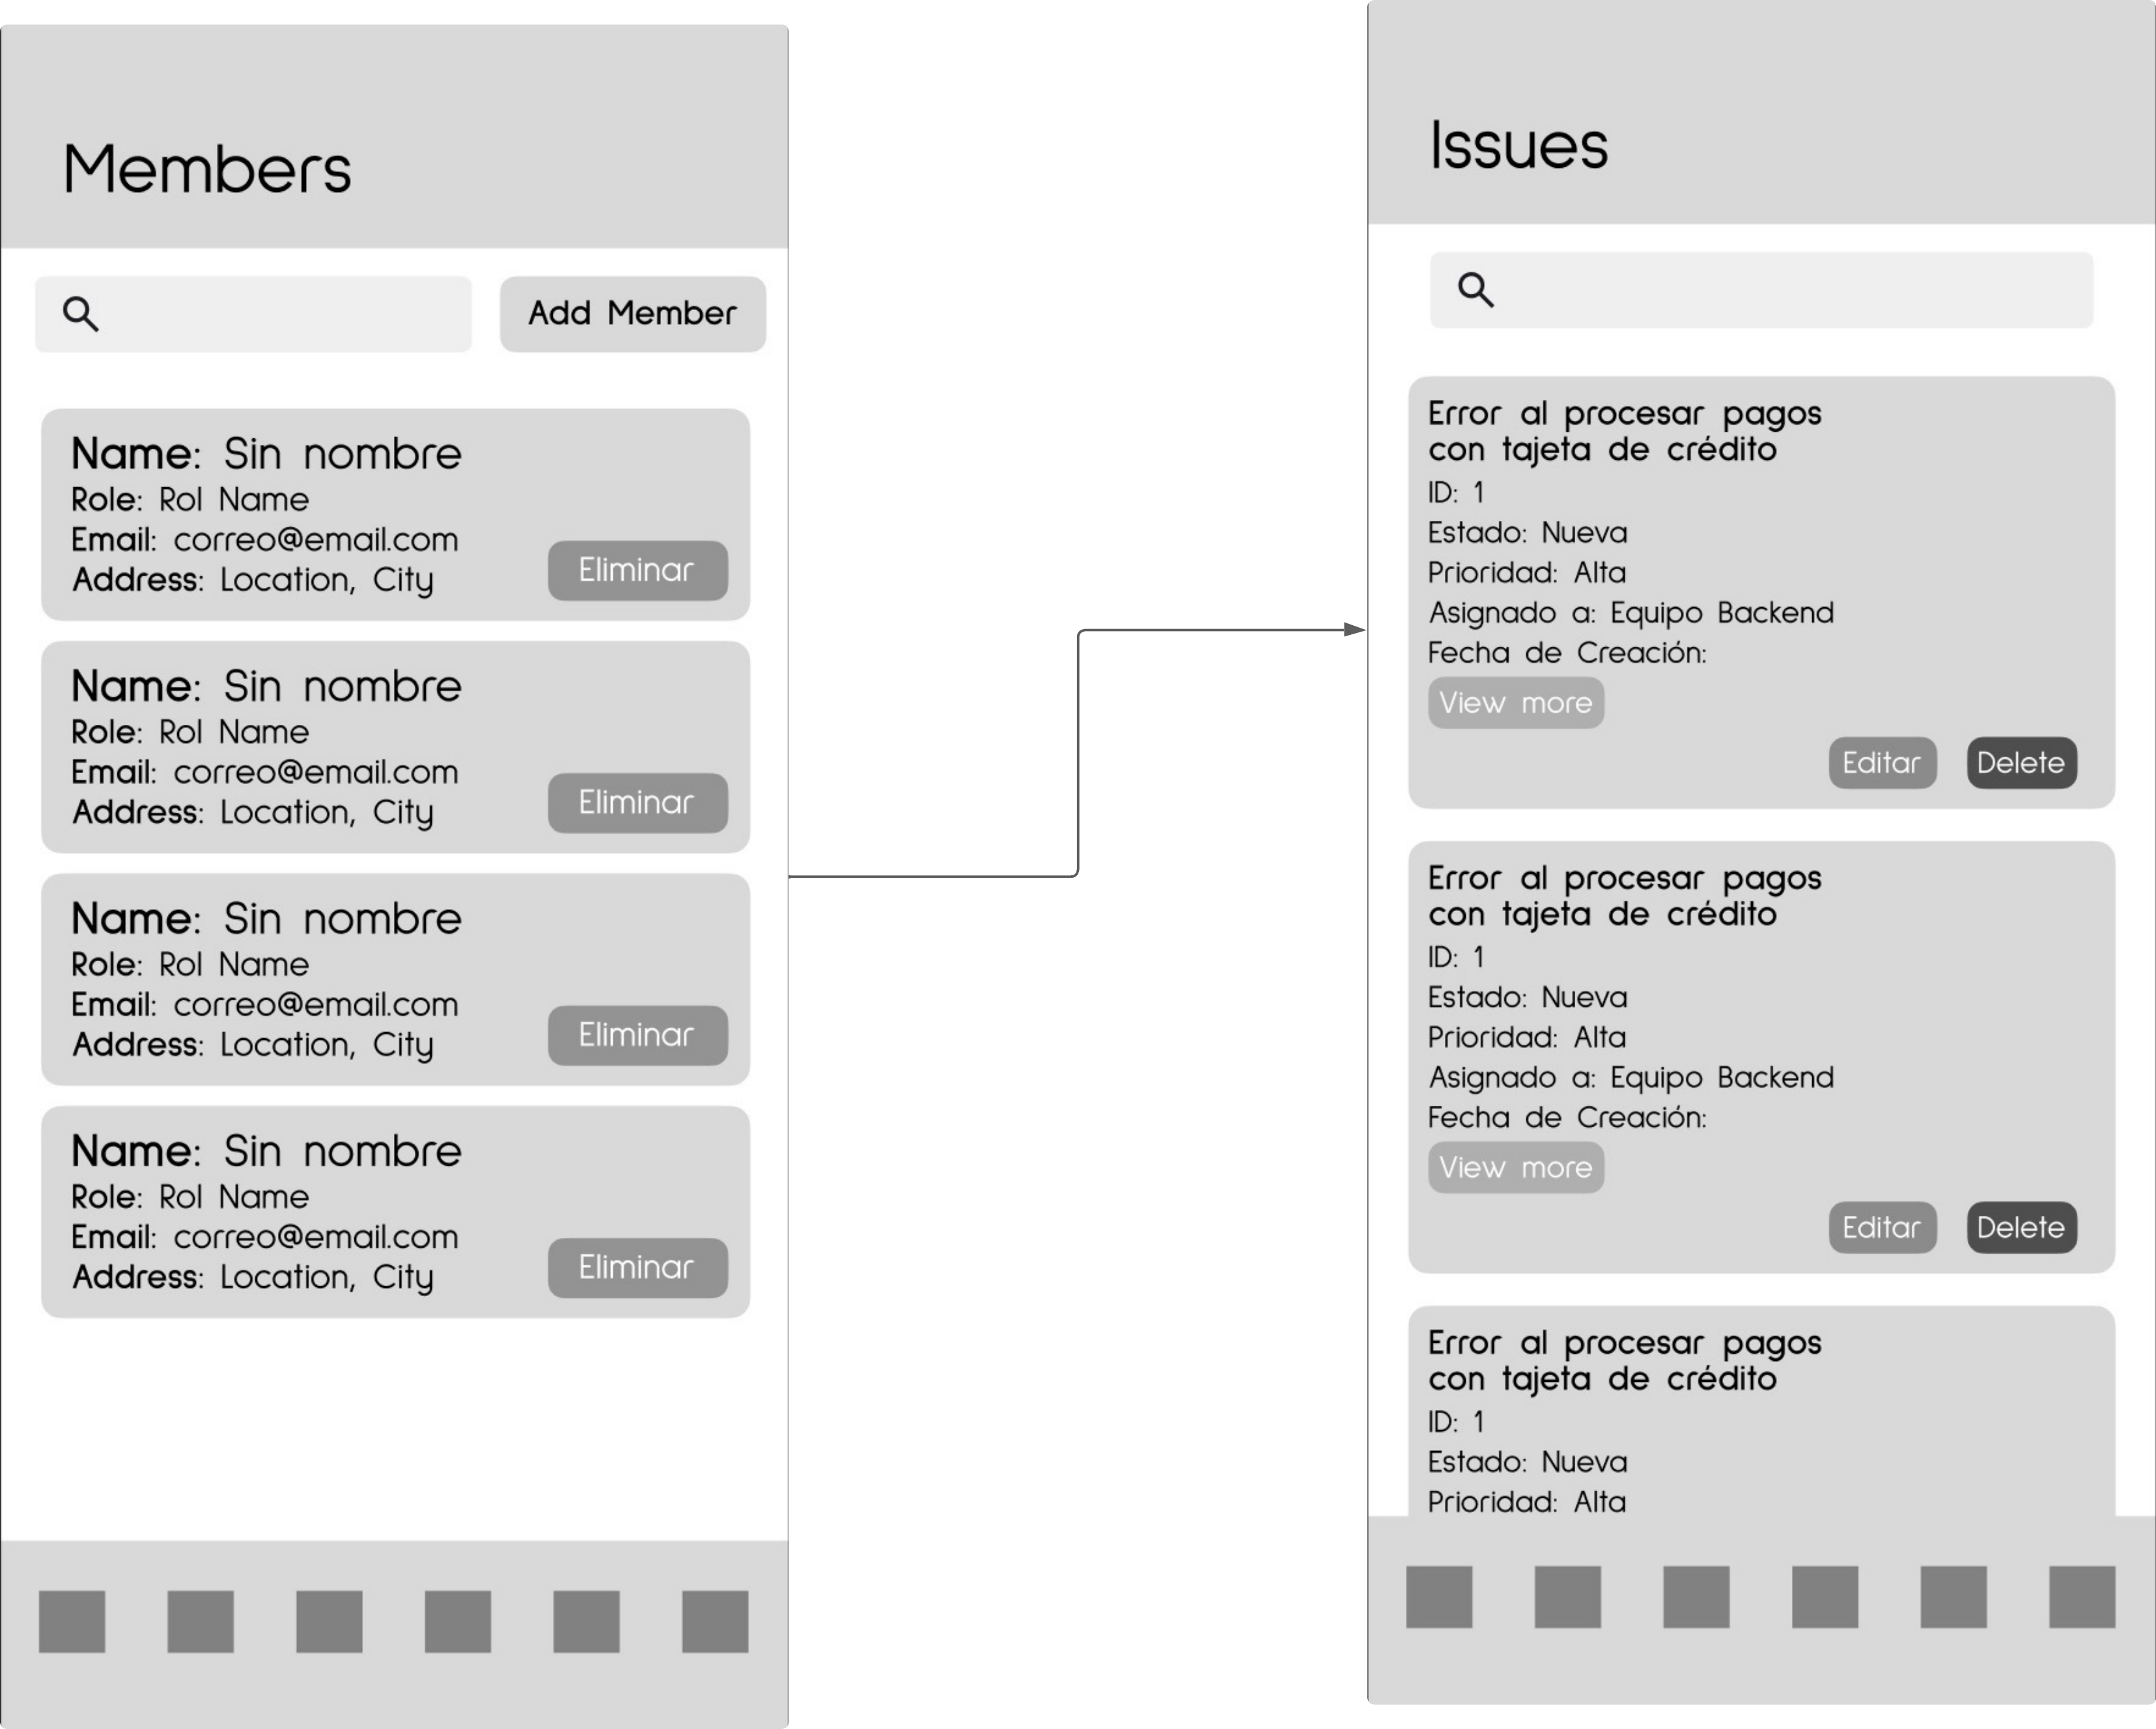 Members
Add Member
Name: Sin nombre
Role: Rol Name
Email: correo@email.com
Address: Location, City
Eliminar
Name: Sin nombre
Role: Rol Name
Email: correo@email.com
Address: Location, City
Eliminar
Name: Sin nombre
Role: Rol Name
Email: correo@email.com
Address: Location, City
Eliminar
Name: Sin nombre
Role: Rol Name
Email: correo@email.com
Address: Location, City
Eliminar
Issues
Error al procesar pagos
con tajeta de crédito
ID: 1
Estado: Nueva
Prioridad: Alta
Asignado a: Equipo Backend
Fecha de Creación:
View more
Editar Delete
Error al procesar pagos
con tajeta de crédito
ID: 1
Estado: Nueva
Prioridad: Alta
Asignado a: Equipo Backend
Fecha de Creación:
View more
Editar Delete
Error al procesar pagos
con tajeta de crédito
ID: 1
Estado: Nueva
Prioridad: Alta